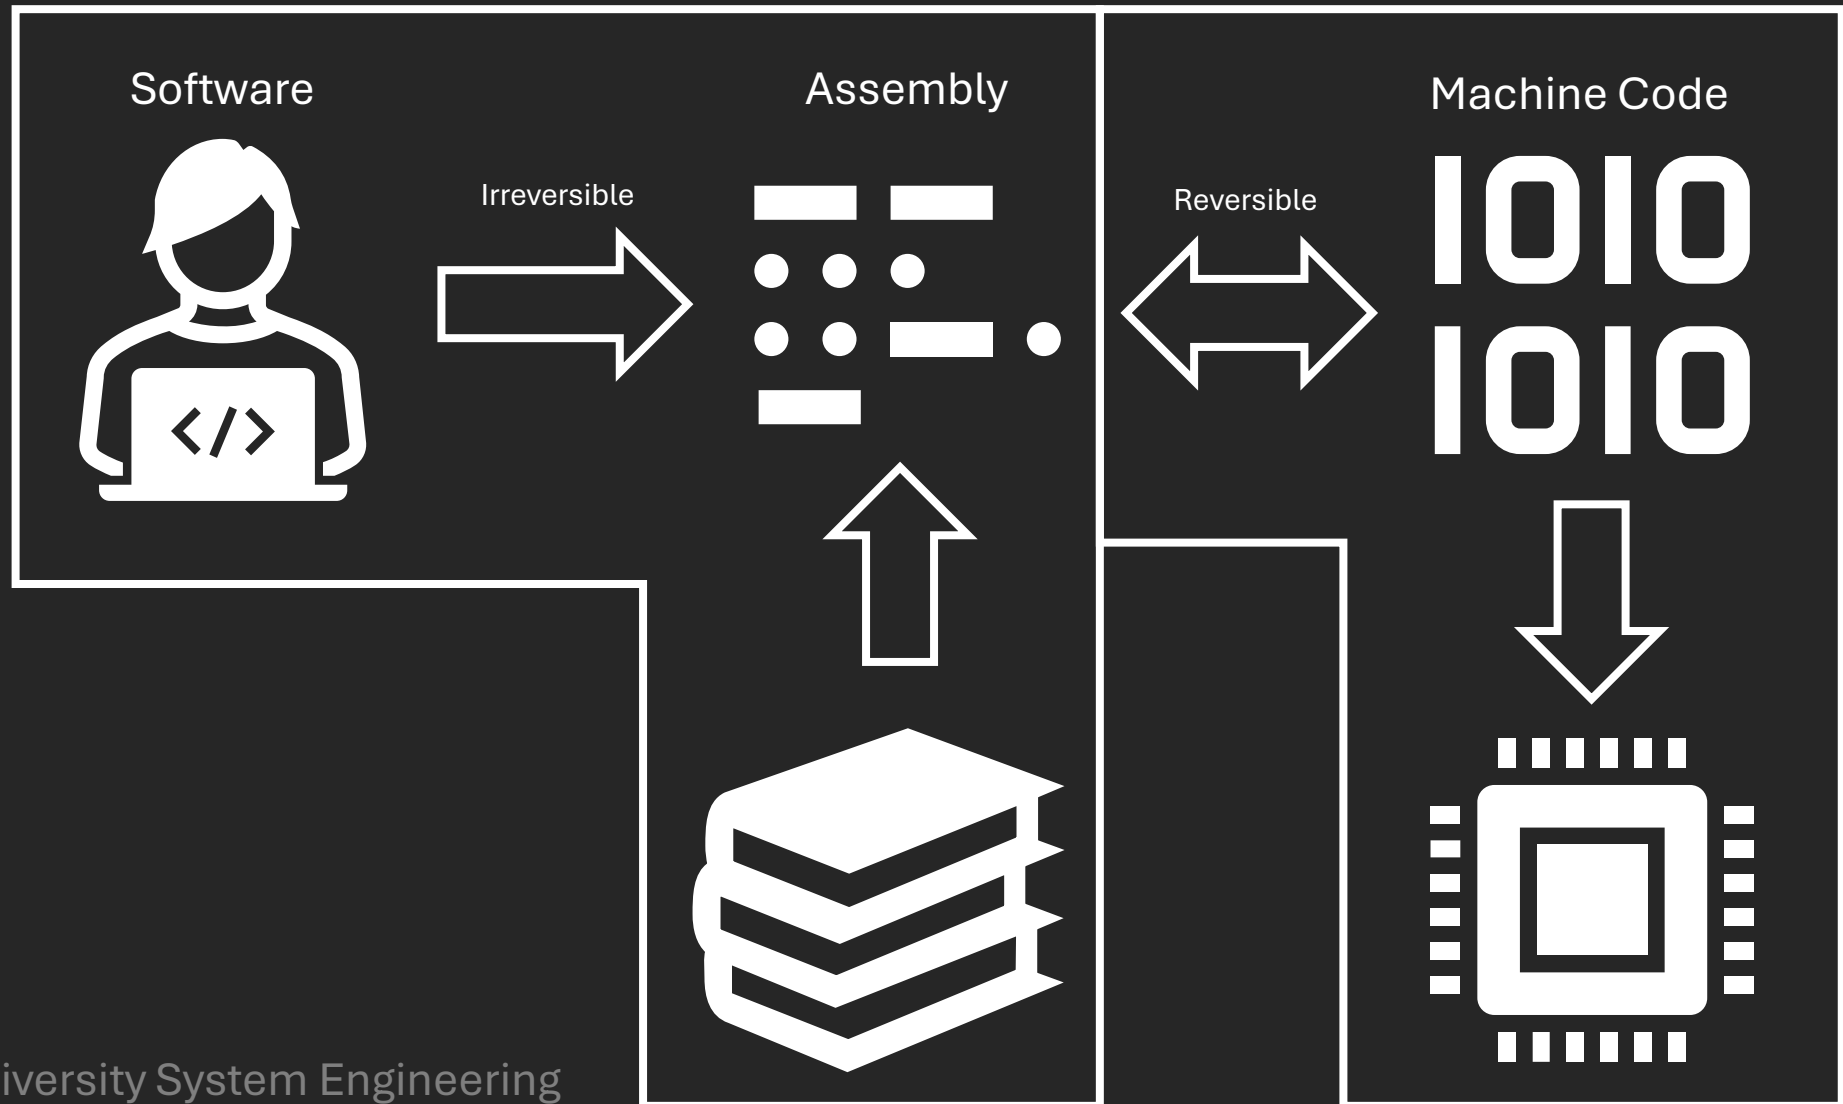 Software
Assembly
Machine Code
Irreversible
Reversible
1010
1010
</>
iversity System Engineering